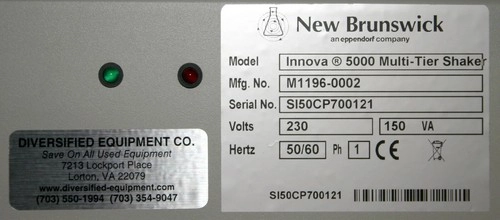 New Brunswick
an eppendorf company
Model Innova ® 5000 Multi-Tier Shaker
Mfg. No. M1196-0002
Serial No. SI50CP700121
Volts 230 150 VA
Hertz 50/60 Ph 1 CE
SI50CP700121
DIVERSIFIED EQUIPMENT CO.
Save On All Used Equipment
7213 Lockport Place
Lorton, VA 22079
www.diversified-equipment.com
(703) 550-1994 (703) 354-9047